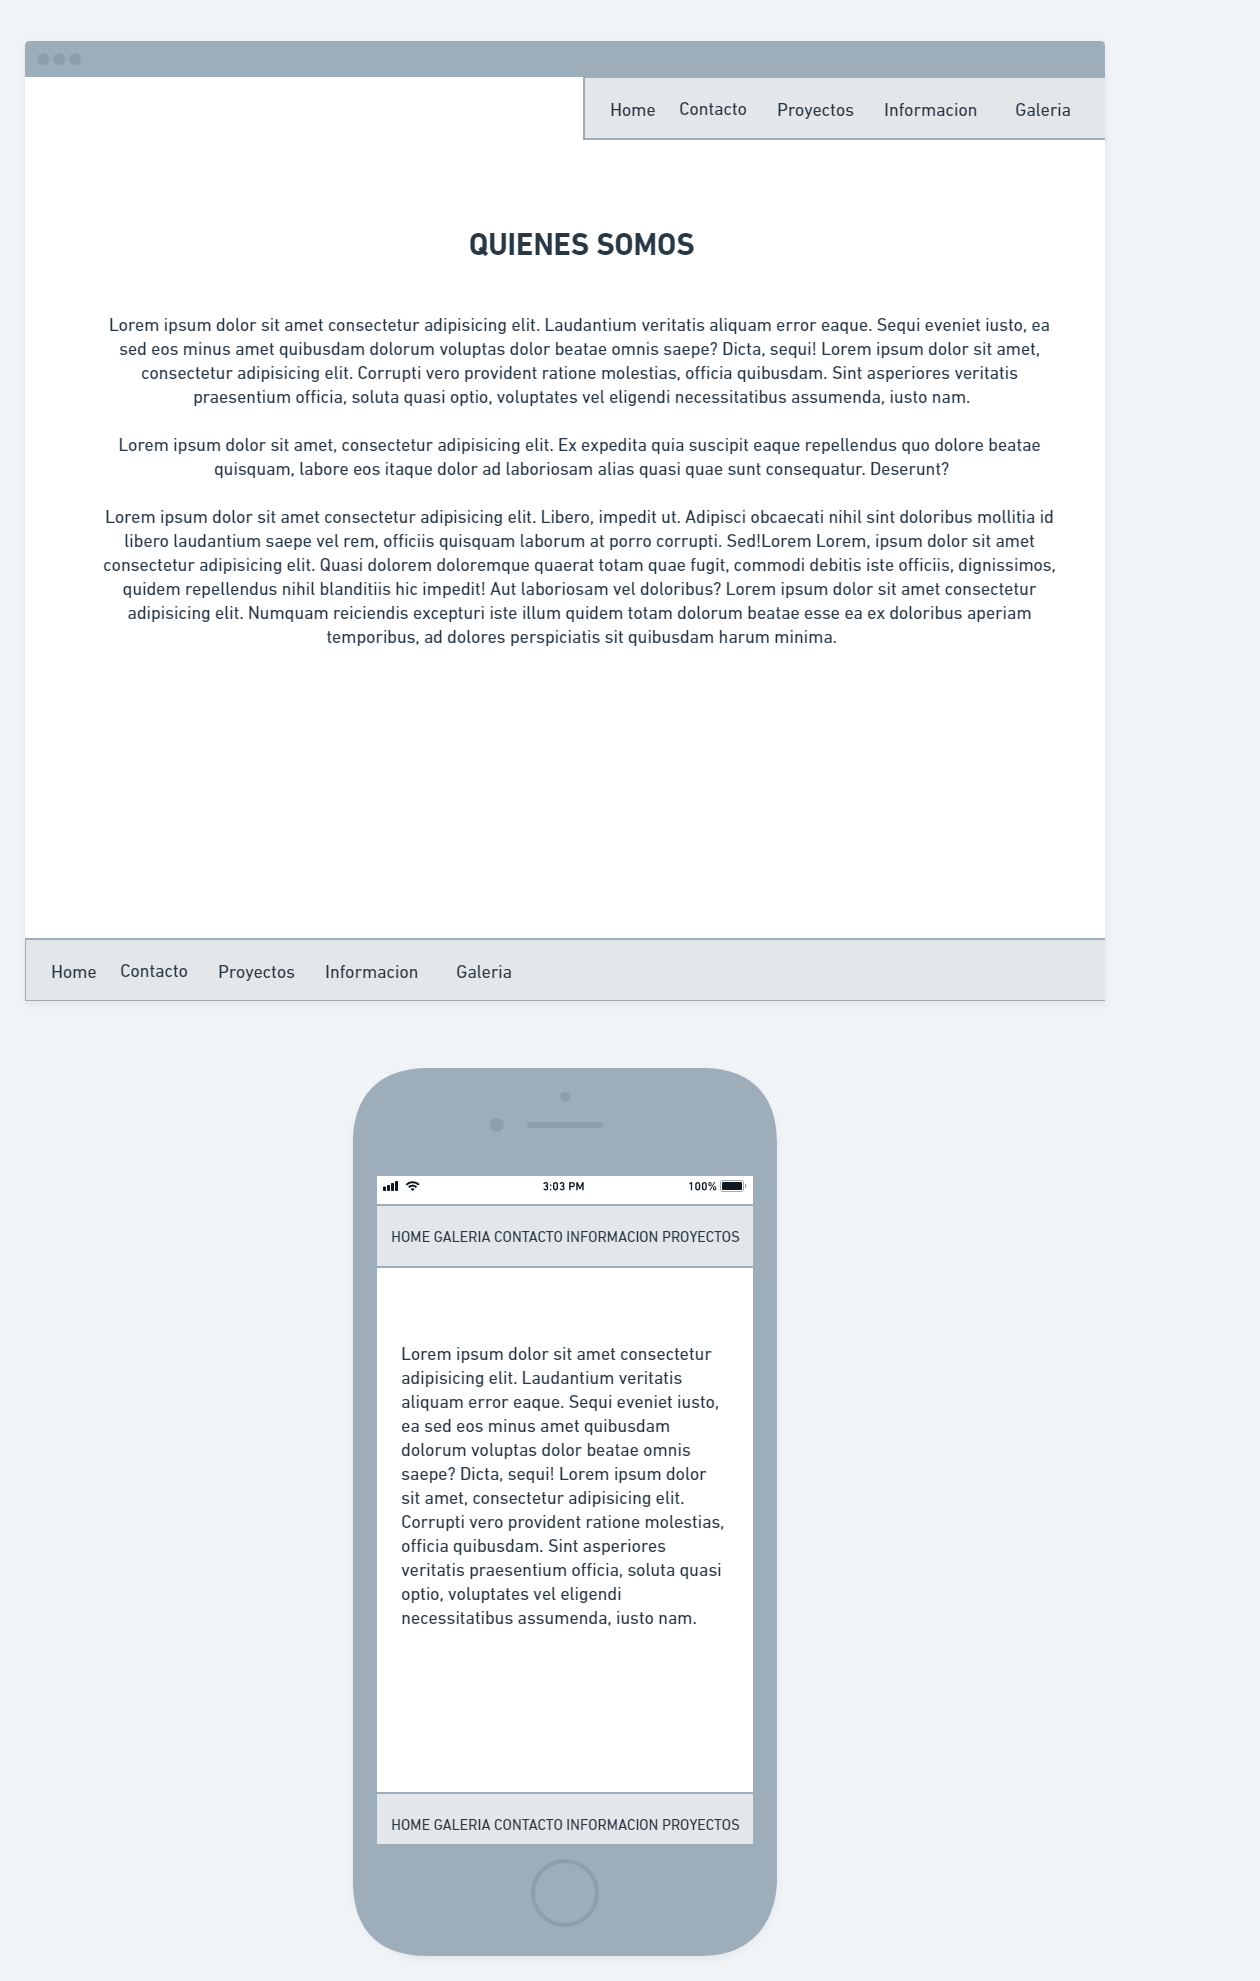 Home Contacto Proyectos Informacion Galeria
QUIENES SOMOS
Lorem ipsum dolor sit amet consectetur adipisicing elit. Laudantium veritatis aliquam error eaque. Sequi eveniet iusto, ea
sed eos minus amet quibusdam dolorum voluptas dolor beatae omnis saepe? Dicta, sequi! Lorem ipsum dolor sit amet,
consectetur adipisicing elit. Corrupti vero provident ratione molestias, officia quibusdam. Sint asperiores veritatis
praesentium officia, soluta quasi optio, voluptates vel eligendi necessitatibus assumenda, iusto nam.
Lorem ipsum dolor sit amet, consectetur adipisicing elit. Ex expedita quia suscipit eaque repellendus quo dolore beatae
quisquam, labore eos itaque dolor ad laboriosam alias quasi quae sunt consequatur. Deserunt?
Lorem ipsum dolor sit amet consectetur adipisicing elit. Libero, impedit ut. Adipisci obcaecati nihil sint doloribus mollitia id
libero laudantium saepe vel rem, officiis quisquam laborum at porro corrupti. Sed!Lorem Lorem, ipsum dolor sit amet
consectetur adipisicing elit. Quasi dolorem doloremque quaerat totam quae fugit, commodi debitis iste officiis, dignissimos,
quidem repellendus nihil blanditiis hic impedit! Aut laboriosam vel doloribus? Lorem ipsum dolor sit amet consectetur
adipisicing elit. Numquam reiciendis excepturi iste illum quidem totam dolorum beatae esse ea ex doloribus aperiam
temporibus, ad dolores perspiciatis sit quibusdam harum minima.
Home Contacto Proyectos Informacion Galeria
3:03 PM 100%
HOME GALERIA CONTACTO INFORMACION PROYECTOS
Lorem ipsum dolor sit amet consectetur
adipisicing elit. Laudantium veritatis
aliquam error eaque. Sequi eveniet iusto,
ea sed eos minus amet quibusdam
dolorum voluptas dolor beatae omnis
saepe? Dicta, sequi! Lorem ipsum dolor
sit amet, consectetur adipisicing elit.
Corrupti vero provident ratione molestias,
officia quibusdam. Sint asperiores
veritatis praesentium officia, soluta quasi
optio, voluptates vel eligendi
necessitatibus assumenda, iusto nam.
HOME GALERIA CONTACTO INFORMACION PROYECTOS